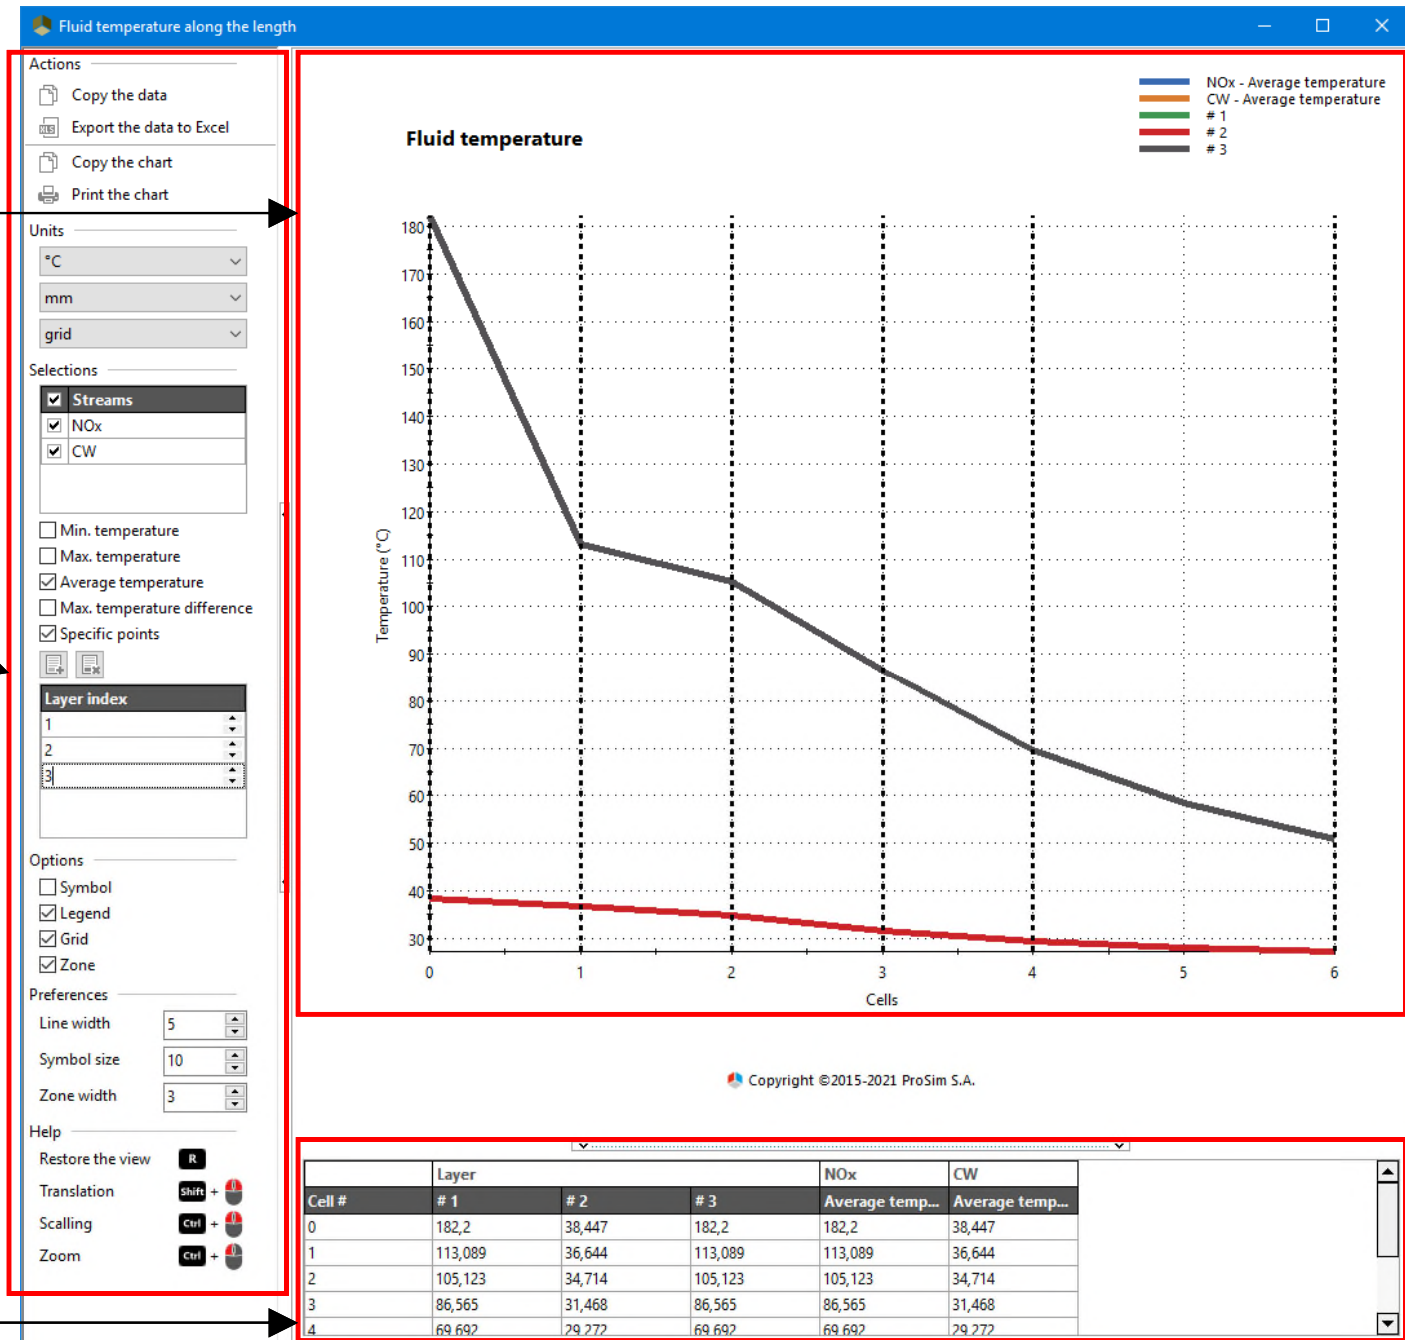 Fluid temperature along the length
Actions
Copy the data
Export the data to Excel
Copy the chart
Print the chart
Units
°C
mm
grid
Selections
Streams
NOx
CW
Min. temperature
Max. temperature
Average temperature
Max. temperature difference
Specific points
Layer index
1
2
3
Options
Symbol
Legend
Grid
Zone
Preferences
Line width 5
Symbol size 10
Zone width 3
Help
Restore the view R
Translation Shift +
Scalling Ctrl +
Zoom Ctrl +
NOx - Average temperature
CW - Average temperature
# 1
# 2
# 3
Fluid temperature
180
170
160
150
140
130
120
110
100
90
80
70
60
50
40
30
Temperature (°C)
0 1 2 3 4 5 6
Cells
Copyright ©2015-2021 ProSim S.A.
Layer NOx CW
Cell # # 1 # 2 # 3 Average temp... Average temp...
0 182,2 38,447 182,2 182,2 38,447
1 113,089 36,644 113,089 113,089 36,644
2 105,123 34,714 105,123 105,123 34,714
3 86,565 31,468 86,565 86,565 31,468
4 69,692 29,272 69,692 69,692 29,272